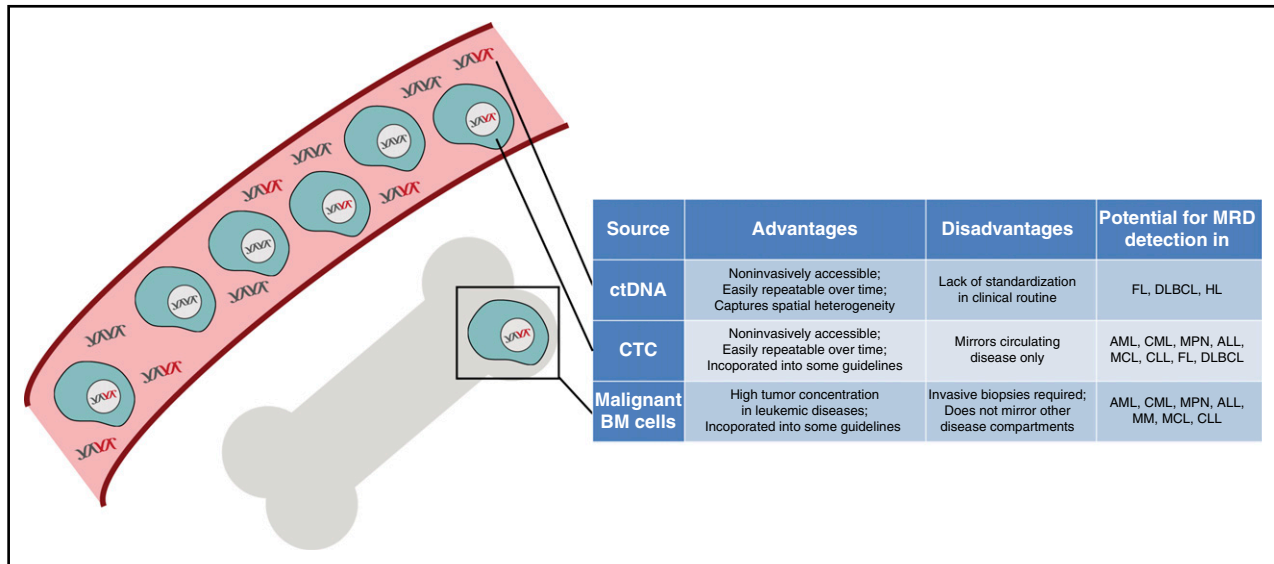 Source Advantages Disadvantages Potential for MRD
detection in
ctDNA
Noninvasively accessible;
Easily repeatable over time;
Captures spatial heterogeneity
Lack of standardization
in clinical routine
FL, DLBCL, HL
CTC
Noninvasively accessible;
Easily repeatable over time;
Incoporated into some guidelines
Mirrors circulating
disease only
AML, CML, MPN, ALL,
MCL, CLL, FL, DLBCL
Malignant
BM cells
High tumor concentration
in leukemic diseases;
Incoporated into some guidelines
Invasive biopsies required;
Does not mirror other
disease compartments
AML, CML, MPN, ALL,
MM, MCL, CLL